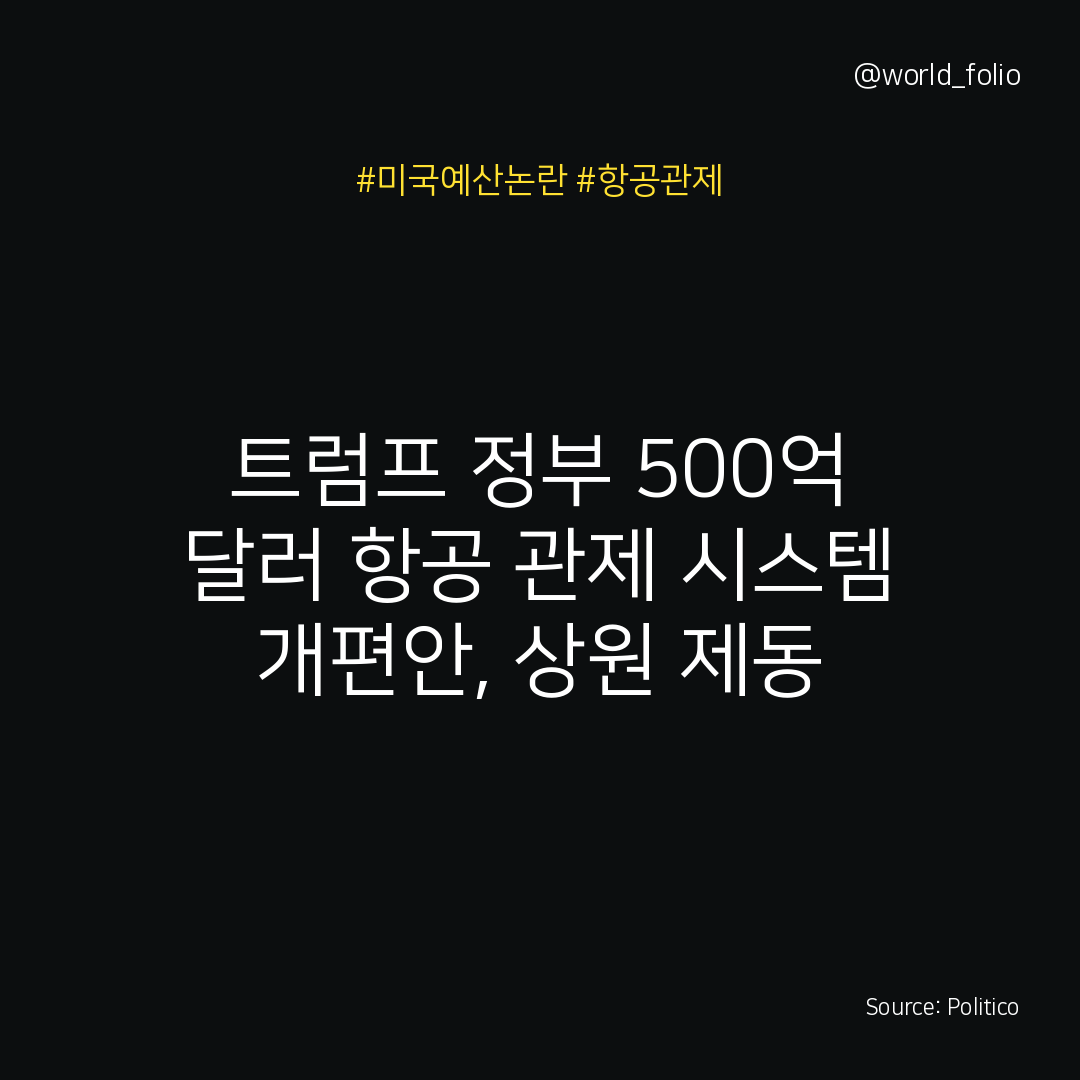 @world_folio
#미국예산논란 #항공관제
트럼프 정부 500억
달러 항공 관제 시스템
개편안, 상원 제동
Source: Politico